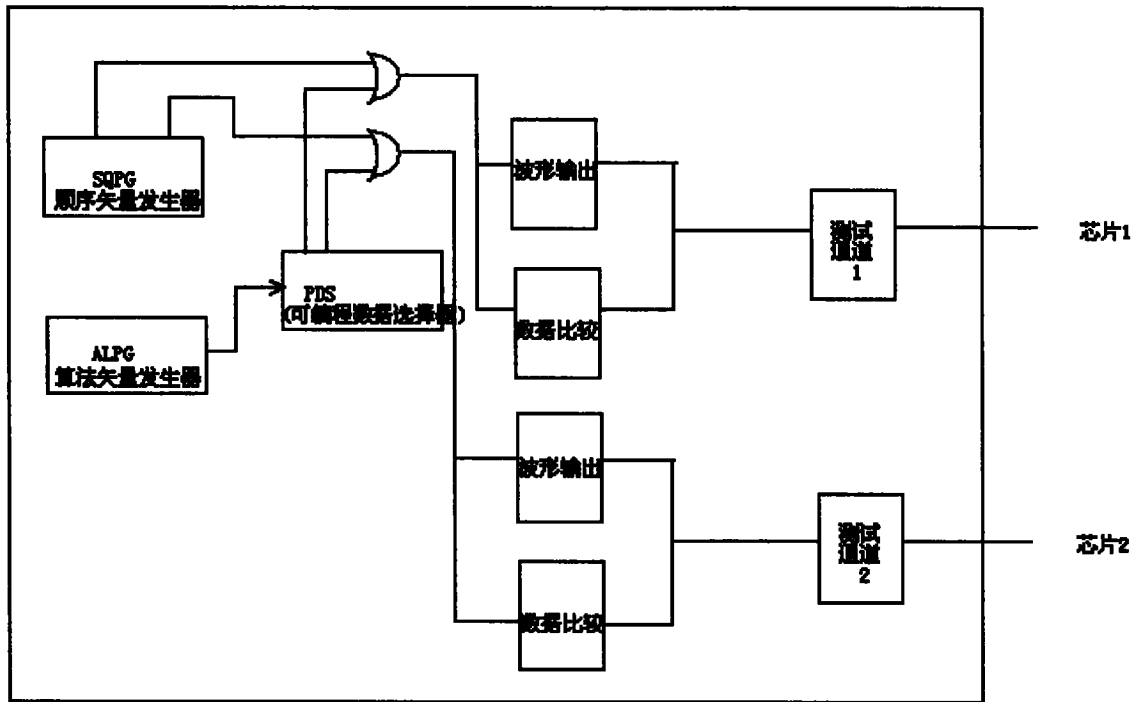 SQPG
顺序矢量发生器
PDS
(可编程数据选择器)
ALPG
算法矢量发生器
波形输出
数据比较
波形输出
数据比较
测试
通道
1
芯片1
测试
通道
2
芯片2